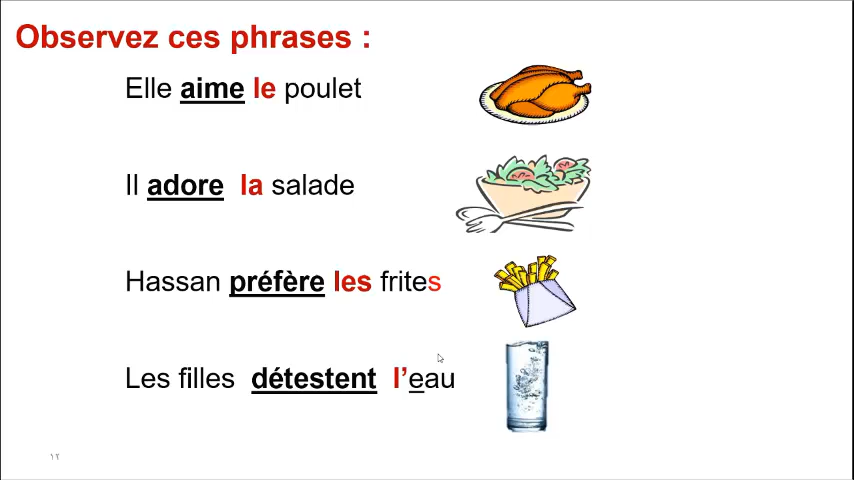 Observez ces phrases :
Elle aime le poulet
Il adore la salade
Hassan préfère les frites
Les filles détestent l’eau
١٢